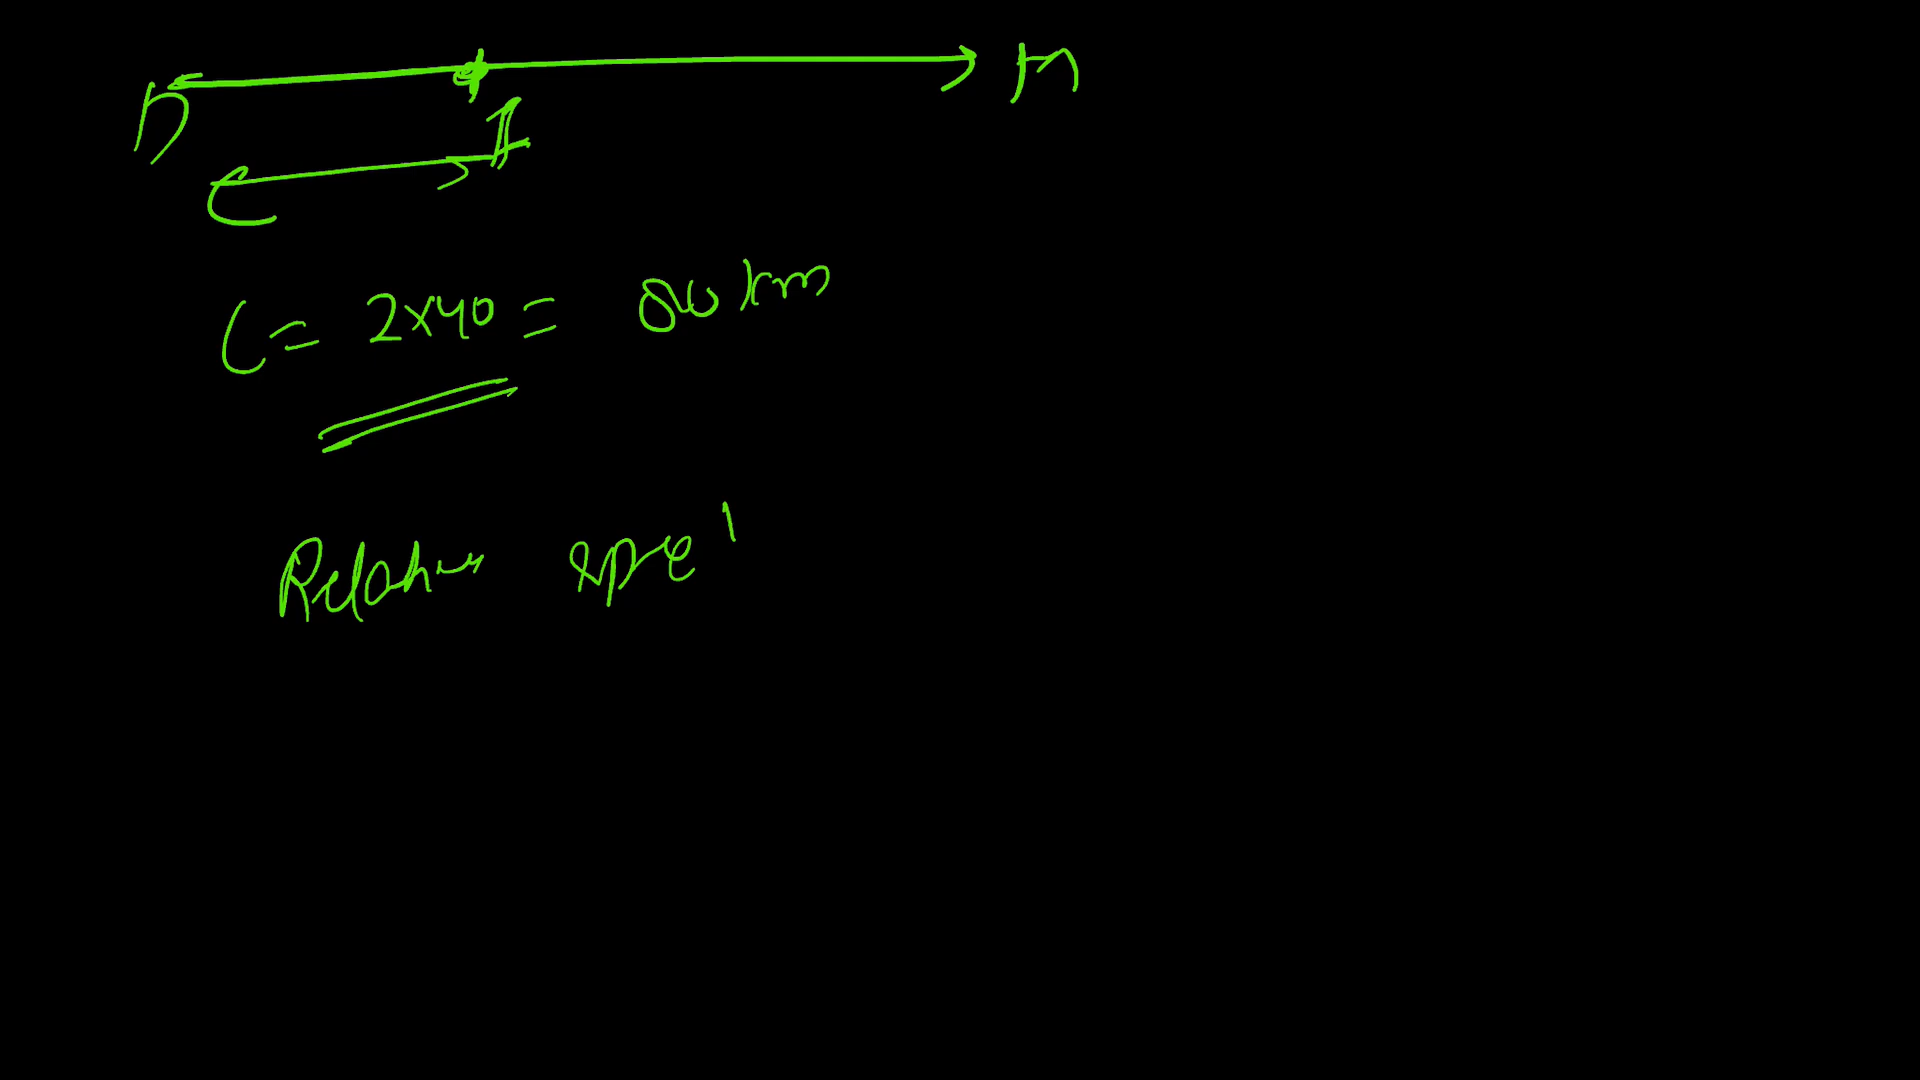 D M
I
C
C = 2x40 = 80 km
Relative spe